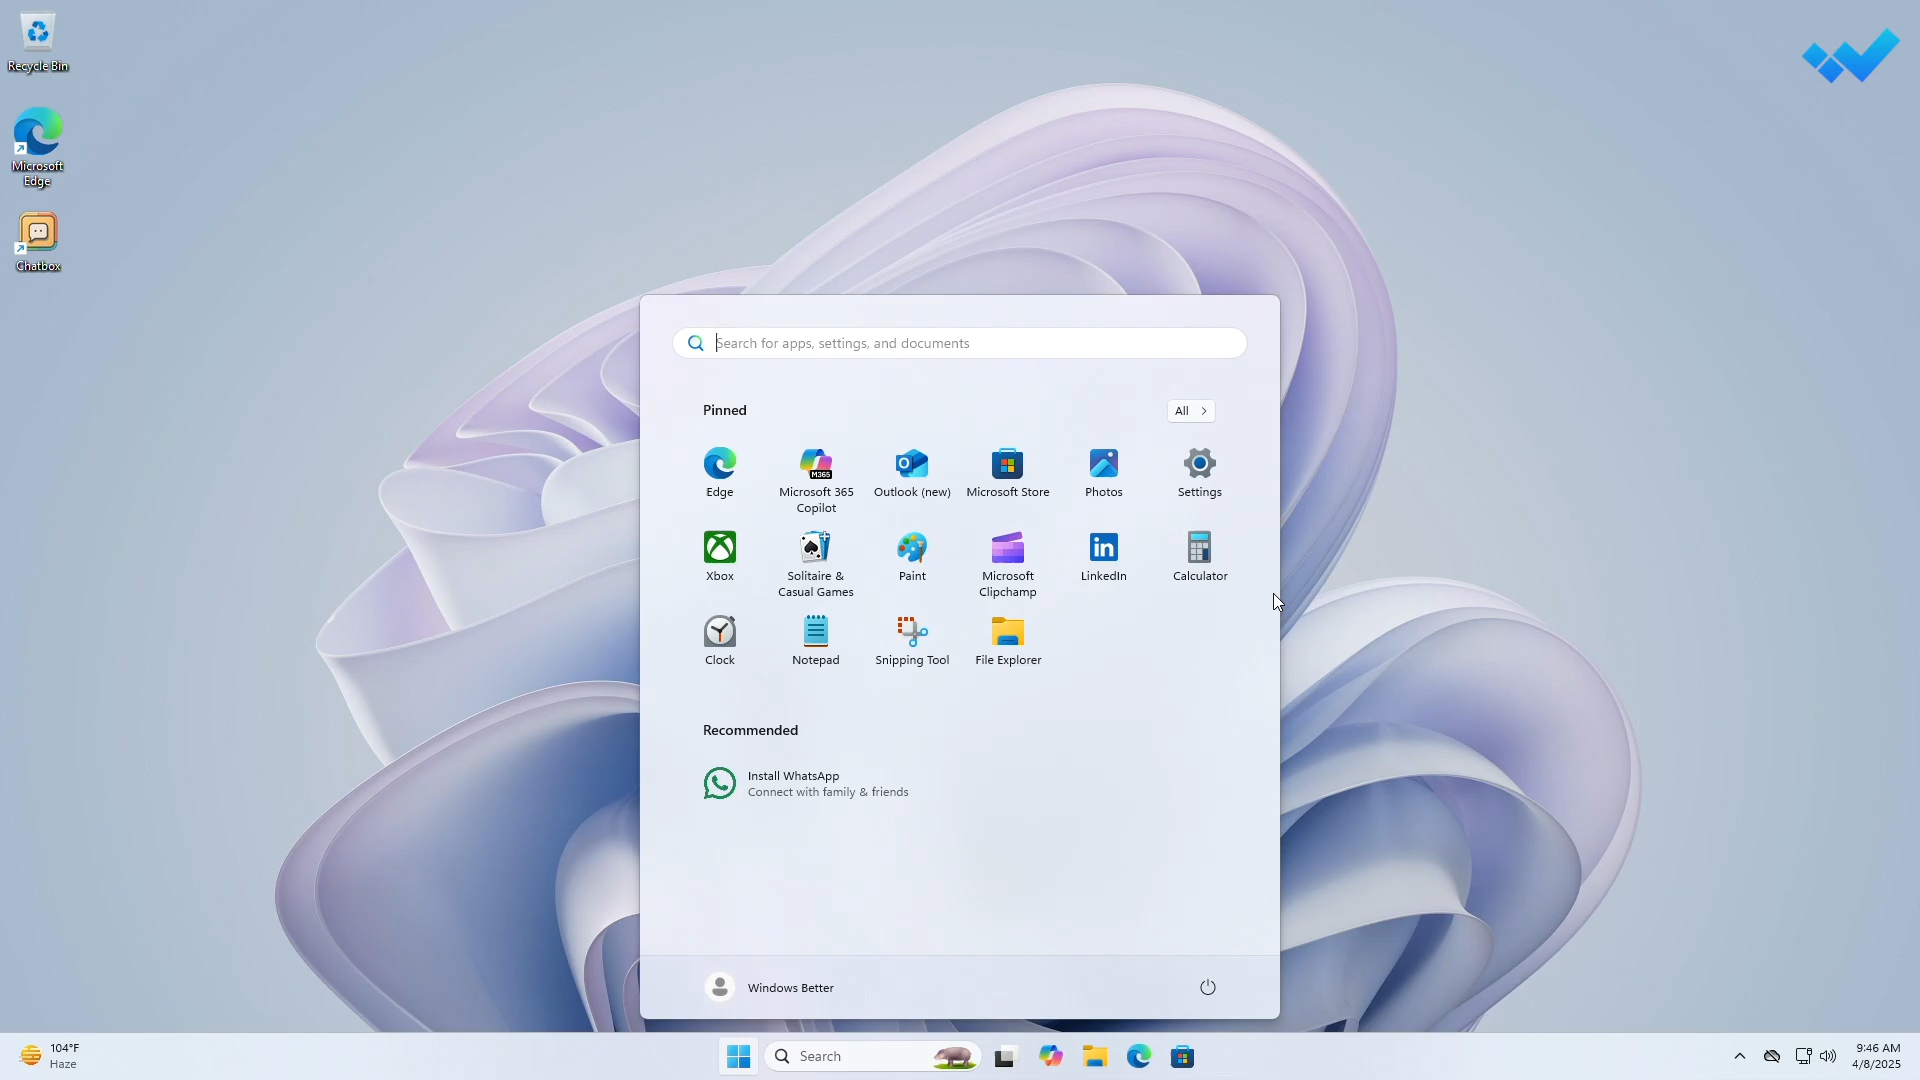 Recycle Bin
Microsoft
Edge
Chatbox
Search for apps, settings, and documents
Pinned
All
Edge
M365
Microsoft 365
Copilot
Outlook (new)
Microsoft Store
Photos
Settings
Xbox
Solitaire &
Casual Games
Paint
Microsoft
Clipchamp
in
LinkedIn
Calculator
Clock
Notepad
Snipping Tool
File Explorer
Recommended
Install WhatsApp
Connect with family & friends
Windows Better
104°F
Haze
Search
9:46 AM
4/8/2025